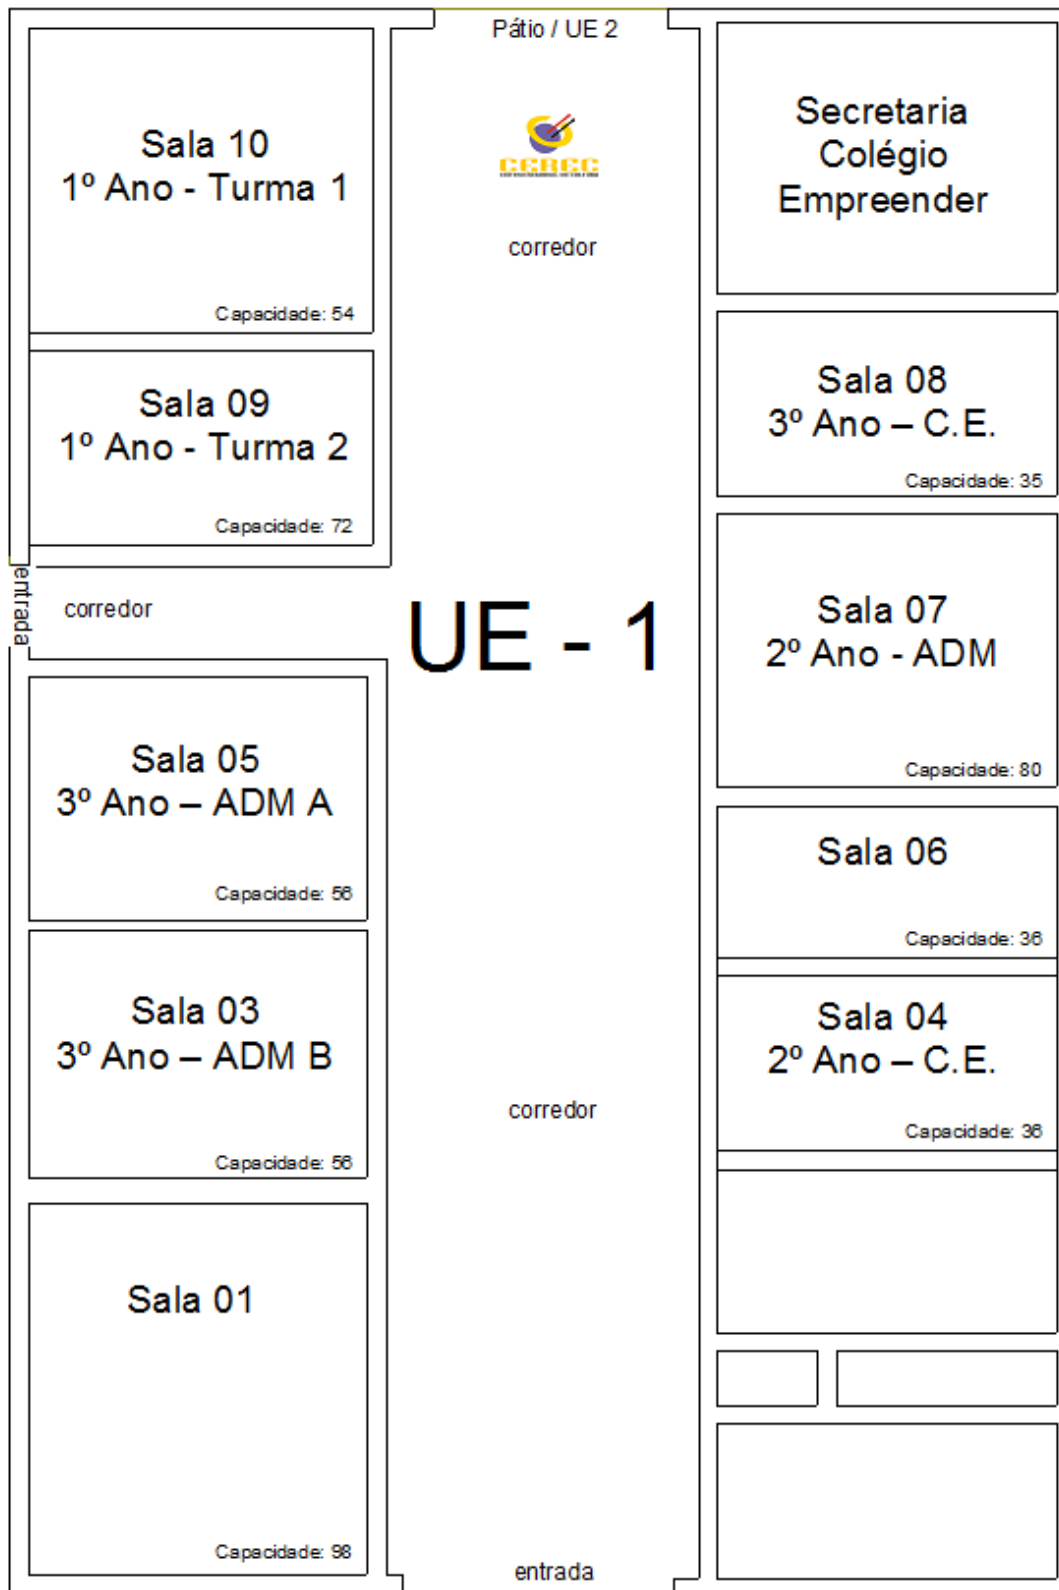 Pátio / UE 2
Sala 10
1º Ano - Turma 1
Capacidade: 54
CEREC
corredor
Secretaria
Colégio
Empreender
Sala 09
1º Ano - Turma 2
Capacidade: 72
Sala 08
3º Ano – C.E.
Capacidade: 35
entrada
corredor
UE - 1
Sala 07
2º Ano - ADM
Capacidade: 80
Sala 05
3º Ano – ADM A
Capacidade: 56
Sala 06
Capacidade: 36
Sala 03
3º Ano – ADM B
Capacidade: 56
corredor
Sala 04
2º Ano – C.E.
Capacidade: 36
Sala 01
Capacidade: 98
entrada